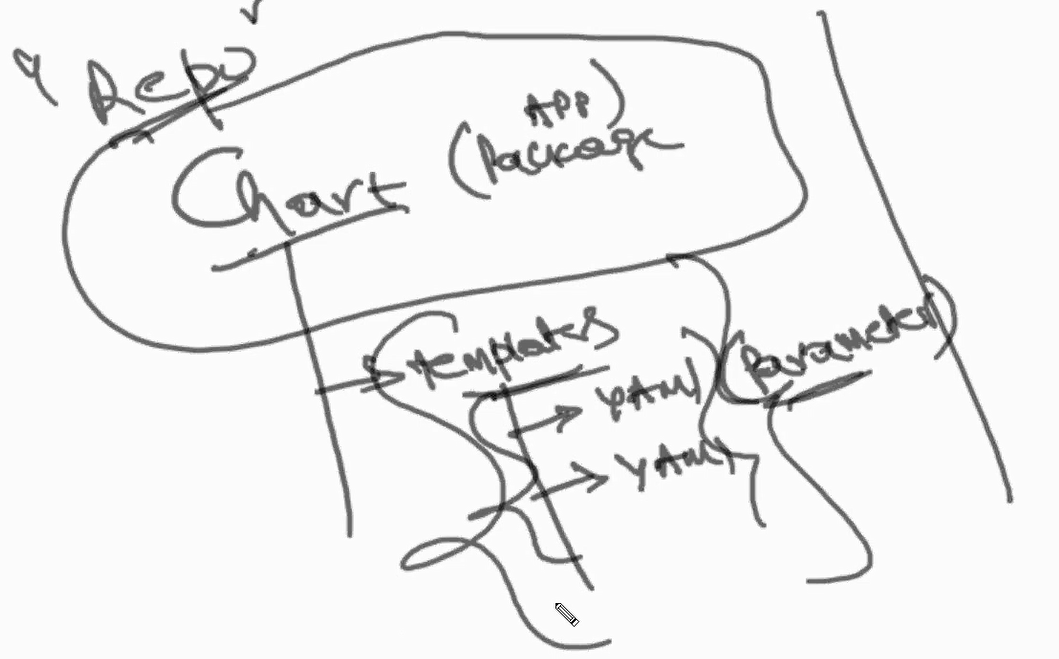 " Repo
Chart (App
Package)
Templates (Parameter)
→ YAML
→ YAML